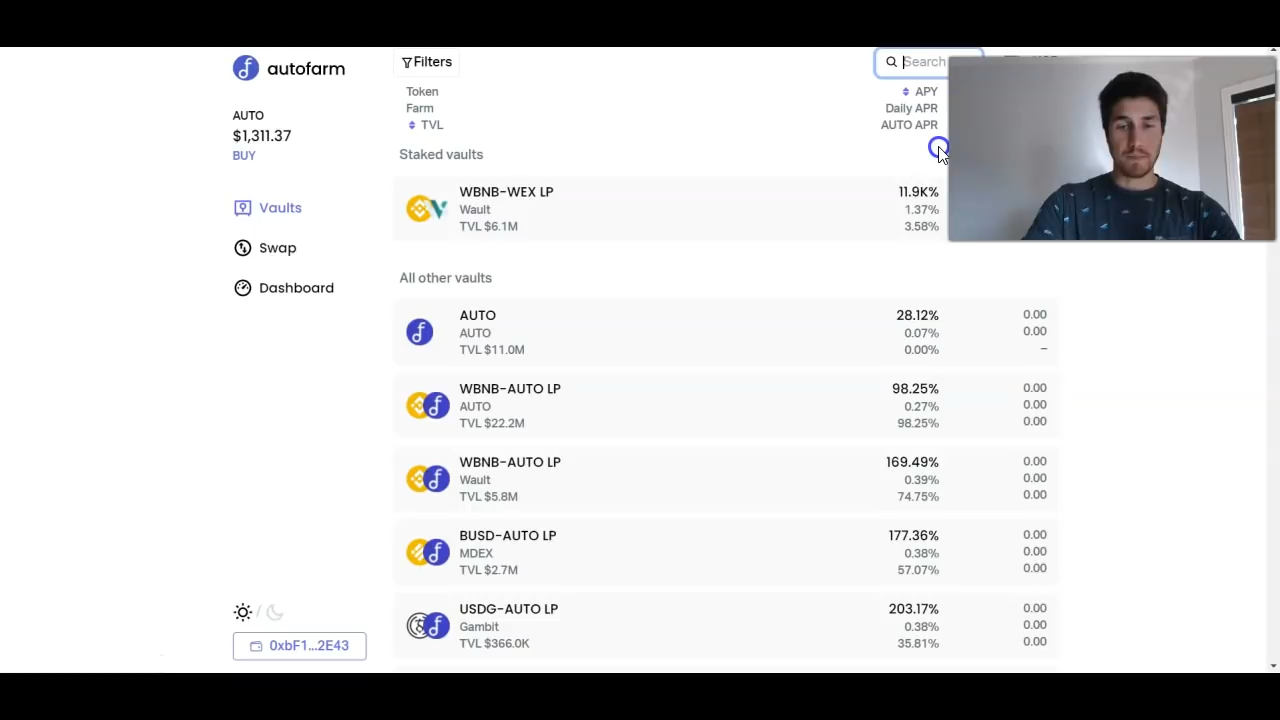 autofarm
AUTO
$1,311.37
BUY
Vaults
Swap
Dashboard
/
0xbF1...2E43
Filters
Search
Token
Farm
TVL
APY
Daily APR
AUTO APR
Staked vaults
WBNB-WEX LP
Wault
TVL $6.1M
11.9K%
1.37%
3.58%
All other vaults
AUTO
AUTO
TVL $11.0M
28.12%
0.07%
0.00%
0.00
0.00
–
WBNB-AUTO LP
AUTO
TVL $22.2M
98.25%
0.27%
98.25%
0.00
0.00
0.00
WBNB-AUTO LP
Wault
TVL $5.8M
169.49%
0.39%
74.75%
0.00
0.00
0.00
BUSD-AUTO LP
MDEX
TVL $2.7M
177.36%
0.38%
57.07%
0.00
0.00
0.00
USDG-AUTO LP
Gambit
TVL $366.0K
203.17%
0.38%
35.81%
0.00
0.00
0.00